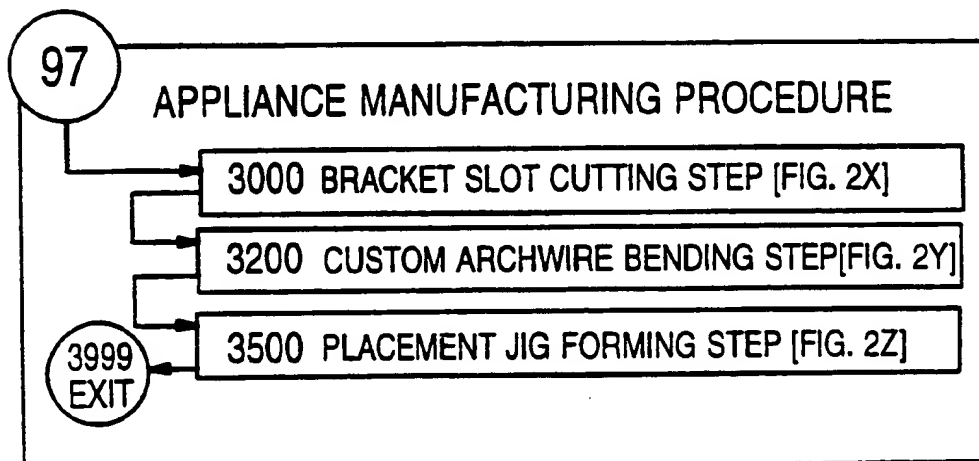 97
APPLIANCE MANUFACTURING PROCEDURE
3000 BRACKET SLOT CUTTING STEP [FIG. 2X]
3200 CUSTOM ARCHWIRE BENDING STEP[FIG. 2Y]
3500 PLACEMENT JIG FORMING STEP [FIG. 2Z]
3999
EXIT